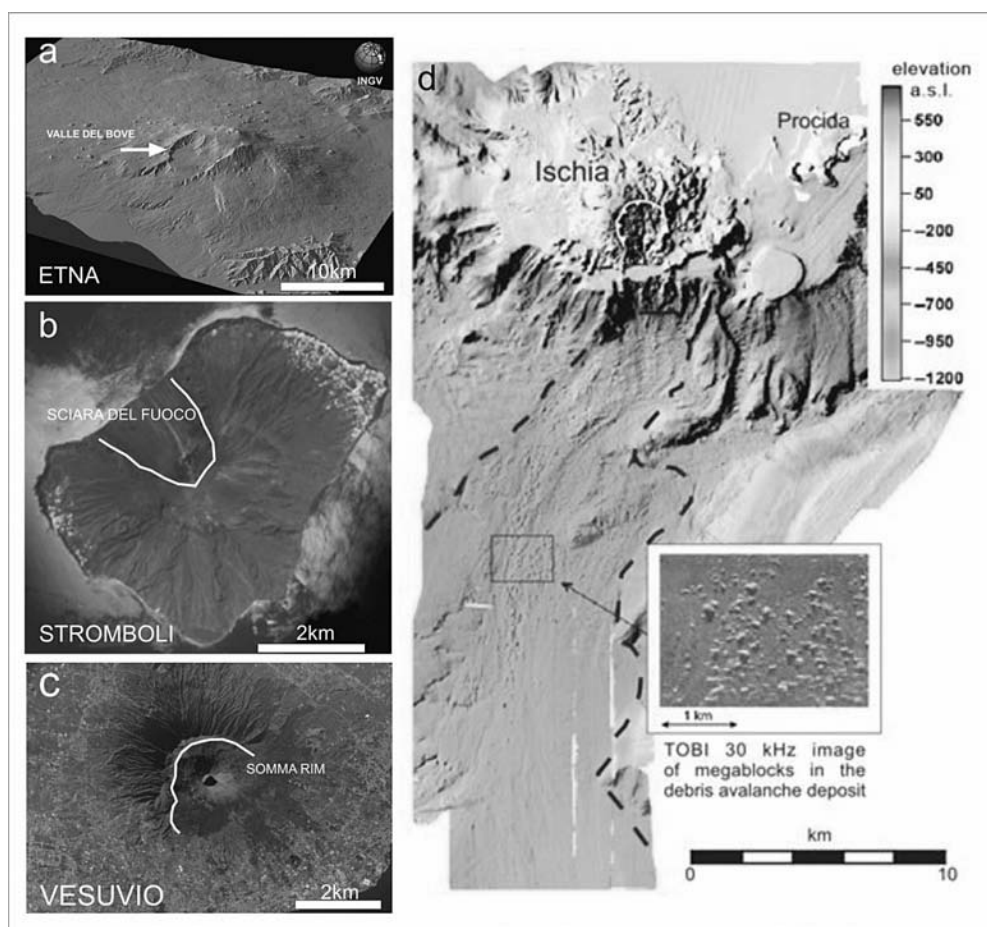 a
INGV
VALLE DEL BOVE
ETNA
10km
b
SCIARA DEL FUOCO
STROMBOLI
2km
c
SOMMA RIM
VESUVIO
2km
d
elevation
a.s.l.
Procida
Ischia
550
300
50
–200
–450
–700
–950
–1200
1 km
TOBI 30 kHz image
of megablocks in the
debris avalanche deposit
km
0
10